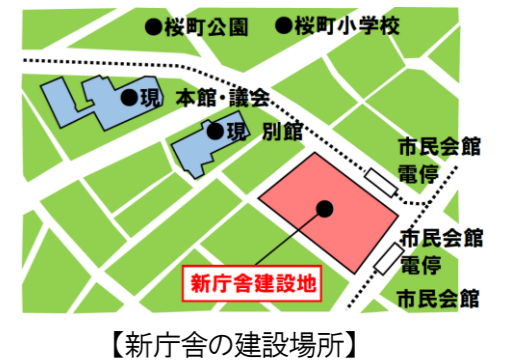 ●桜町公園 ●桜町小学校
●現 本館・議会
●現 別館
市民会館
電停
市民会館
電停
新庁舎建設地
市民会館
【新庁舎の建設場所】